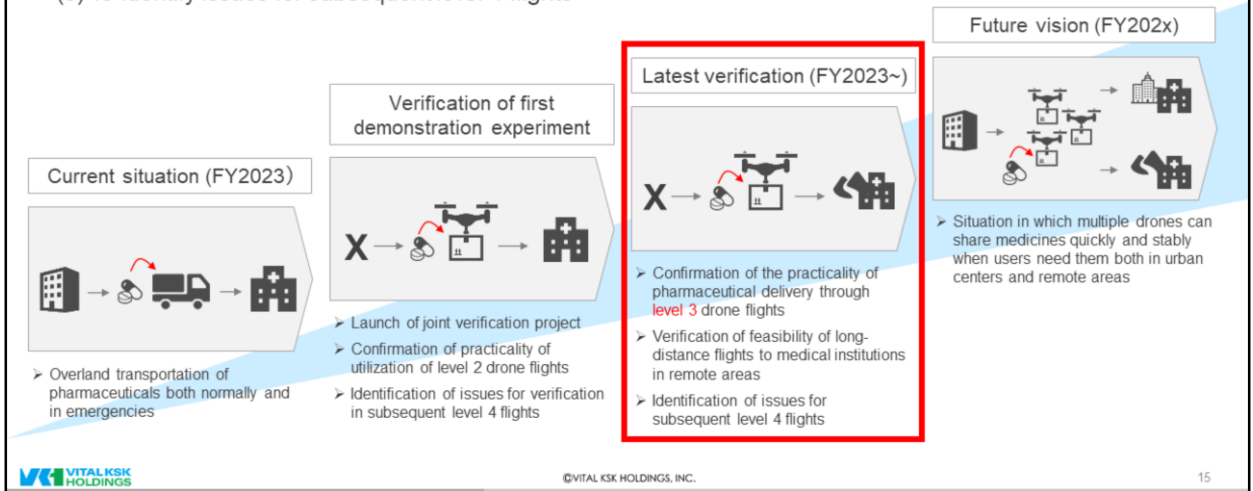 Future vision (FY202x)
Latest verification (FY2023~)
Verification of first
demonstration experiment
Current situation (FY2023）
X
X
➢ Overland transportation of
pharmaceuticals both normally and
in emergencies
➢ Launch of joint verification project
➢ Confirmation of practicality of
utilization of level 2 drone flights
➢ Identification of issues for verification
in subsequent level 4 flights
➢ Confirmation of the practicality of
pharmaceutical delivery through
level 3 drone flights
➢ Verification of feasibility of long-
distance flights to medical institutions
in remote areas
➢ Identification of issues for
subsequent level 4 flights
➢ Situation in which multiple drones can
share medicines quickly and stably
when users need them both in urban
centers and remote areas
VITAL KSK
HOLDINGS
©VITAL KSK HOLDINGS, INC.
15